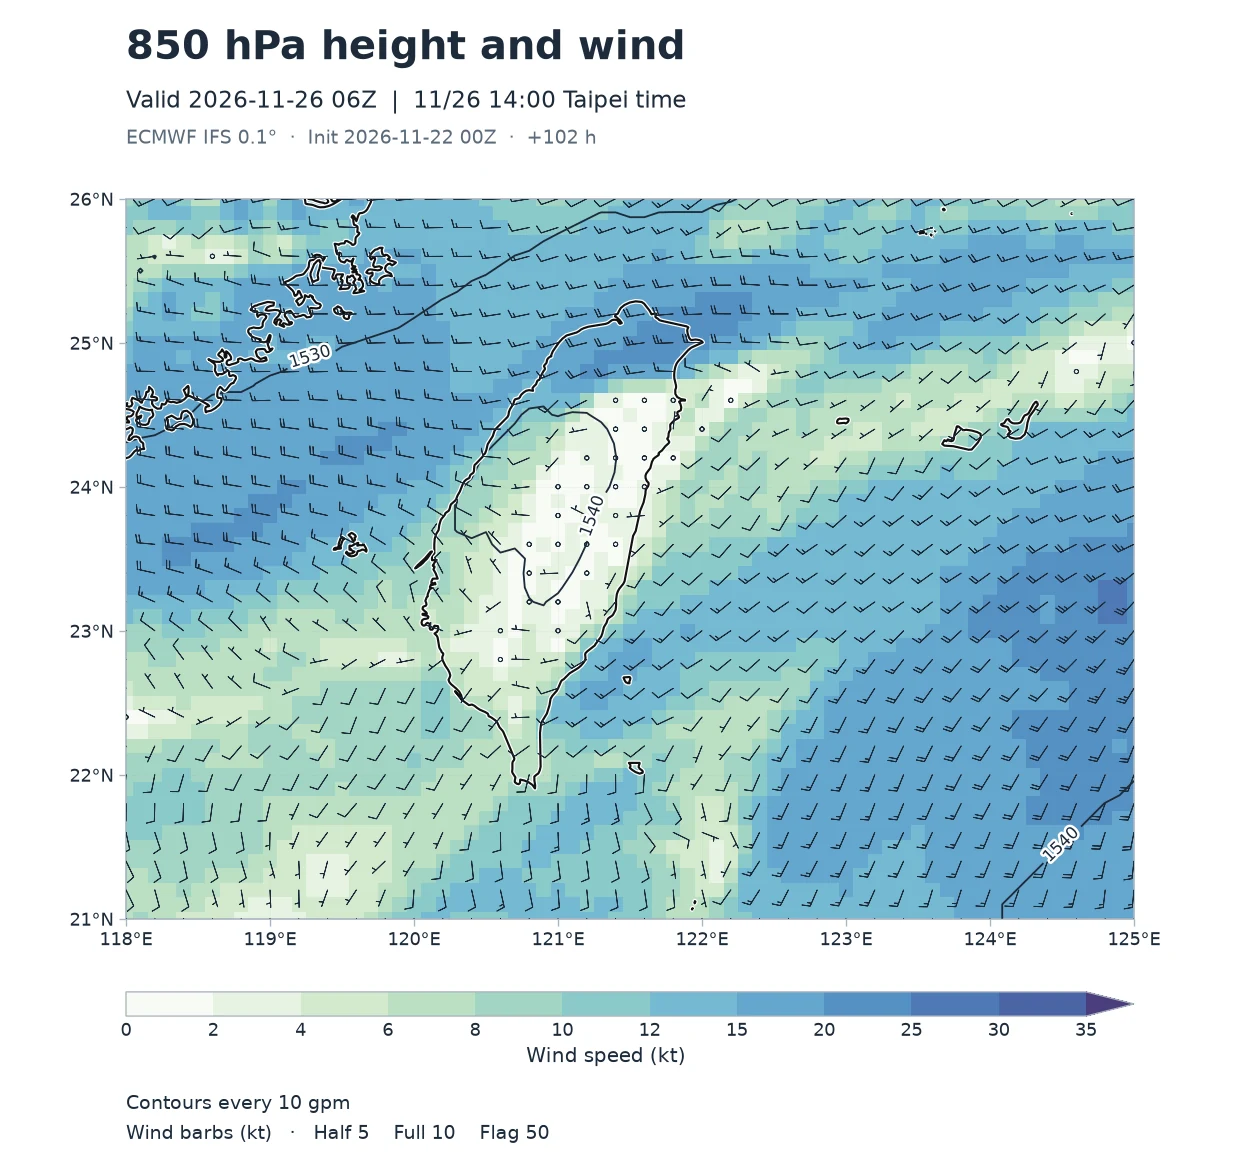 850 hPa height and wind
Valid 2026-11-26 06Z | 11/26 14:00 Taipei time
ECMWF IFS 0.1° · Init 2026-11-22 00Z · +102 h
26°N
25°N
24°N
23°N
22°N
21°N
1530
1540
1540
118°E 119°E 120°E 121°E 122°E 123°E 124°E 125°E
0 2 4 6 8 10 12 15 20 25 30 35
Wind speed (kt)
Contours every 10 gpm
Wind barbs (kt) · Half 5 Full 10 Flag 50